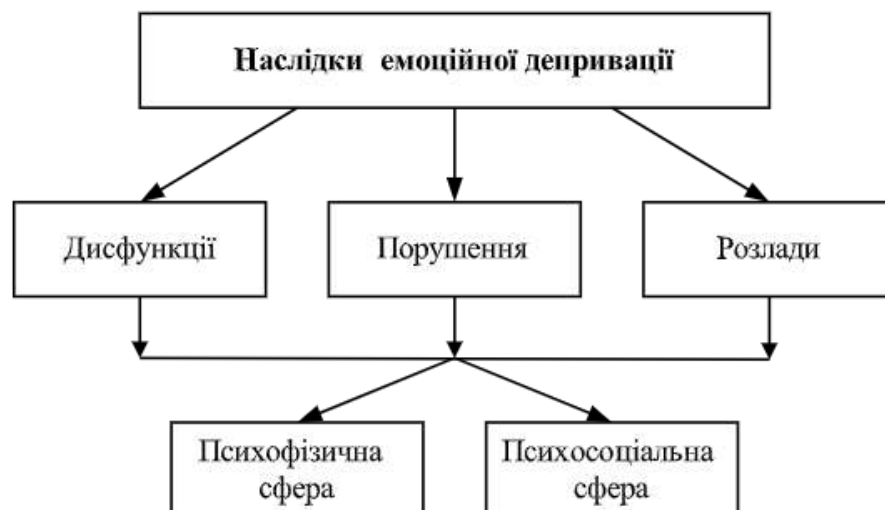 Наслідки емоційної депривації
Дисфункції
Порушення
Розлади
Психофізична
сфера
Психосоціальна
сфера